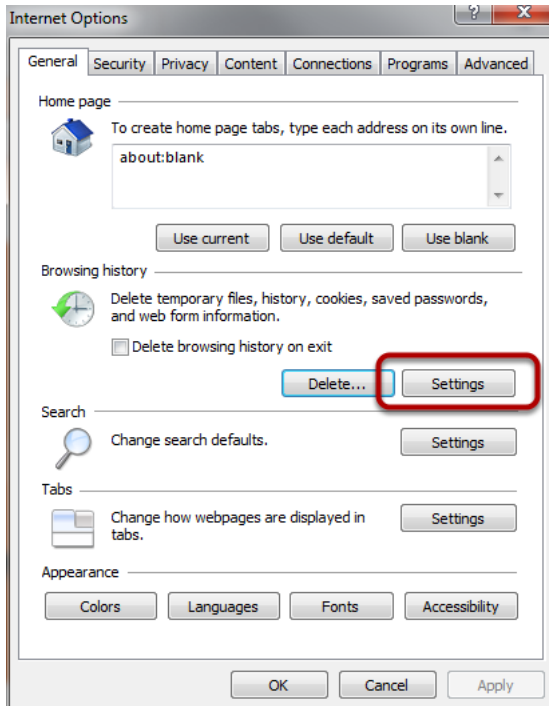 Internet Options
General Security Privacy Content Connections Programs Advanced
Home page
To create home page tabs, type each address on its own line.
about:blank
Use current Use default Use blank
Browsing history
Delete temporary files, history, cookies, saved passwords,
and web form information.
Delete browsing history on exit
Delete... Settings
Search
Change search defaults.
Settings
Tabs
Change how webpages are displayed in
tabs.
Settings
Appearance
Colors Languages Fonts Accessibility
OK Cancel Apply